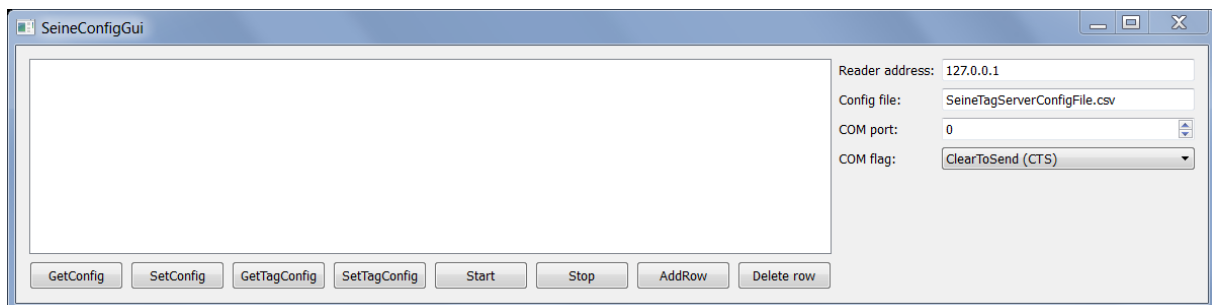 SeineConfigGui
Reader address: 127.0.0.1
Config file: SeineTagServerConfigFile.csv
COM port: 0
COM flag: ClearToSend (CTS)
GetConfig SetConfig GetTagConfig SetTagConfig Start Stop AddRow Delete row